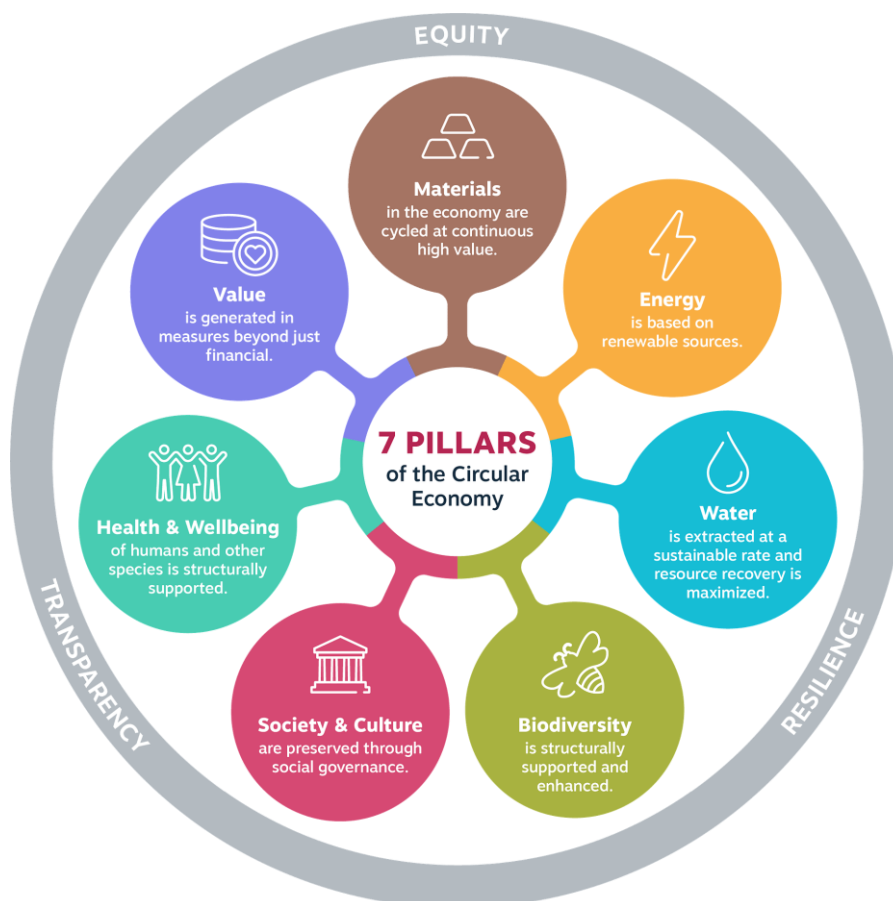 EQUITY
Materials
in the economy are
cycled at continuous
high value.
Energy
is based on
renewable sources.
Water
is extracted at a
sustainable rate and
resource recovery is
maximized.
Biodiversity
is structurally
supported and
enhanced.
Society & Culture
are preserved through
social governance.
Health & Wellbeing
of humans and other
species is structurally
supported.
Value
is generated in
measures beyond just
financial.
7 PILLARS
of the Circular
Economy
RESILIENCE
TRANSPARENCY